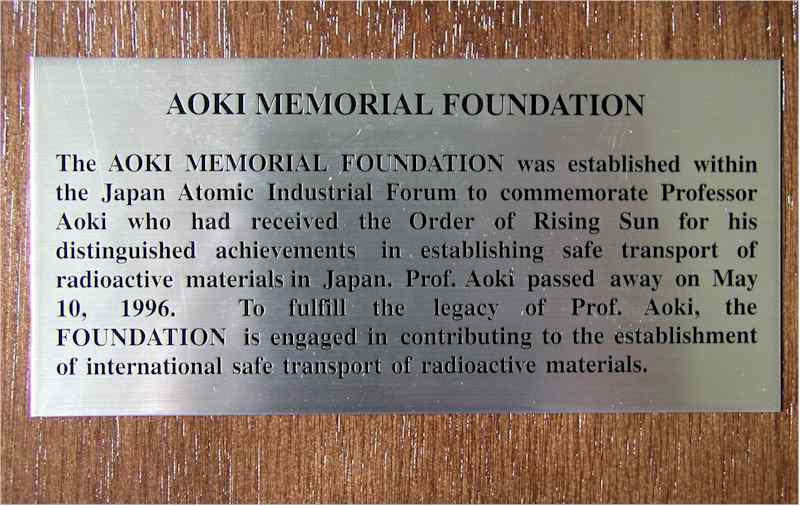 AOKI MEMORIAL FOUNDATION
The AOKI MEMORIAL FOUNDATION was established within
the Japan Atomic Industrial Forum to commemorate Professor
Aoki who had received the Order of Rising Sun for his
distinguished achievements in establishing safe transport of
radioactive materials in Japan. Prof. Aoki passed away on May
10, 1996. To fulfill the legacy of Prof. Aoki, the
FOUNDATION is engaged in contributing to the establishment
of international safe transport of radioactive materials.